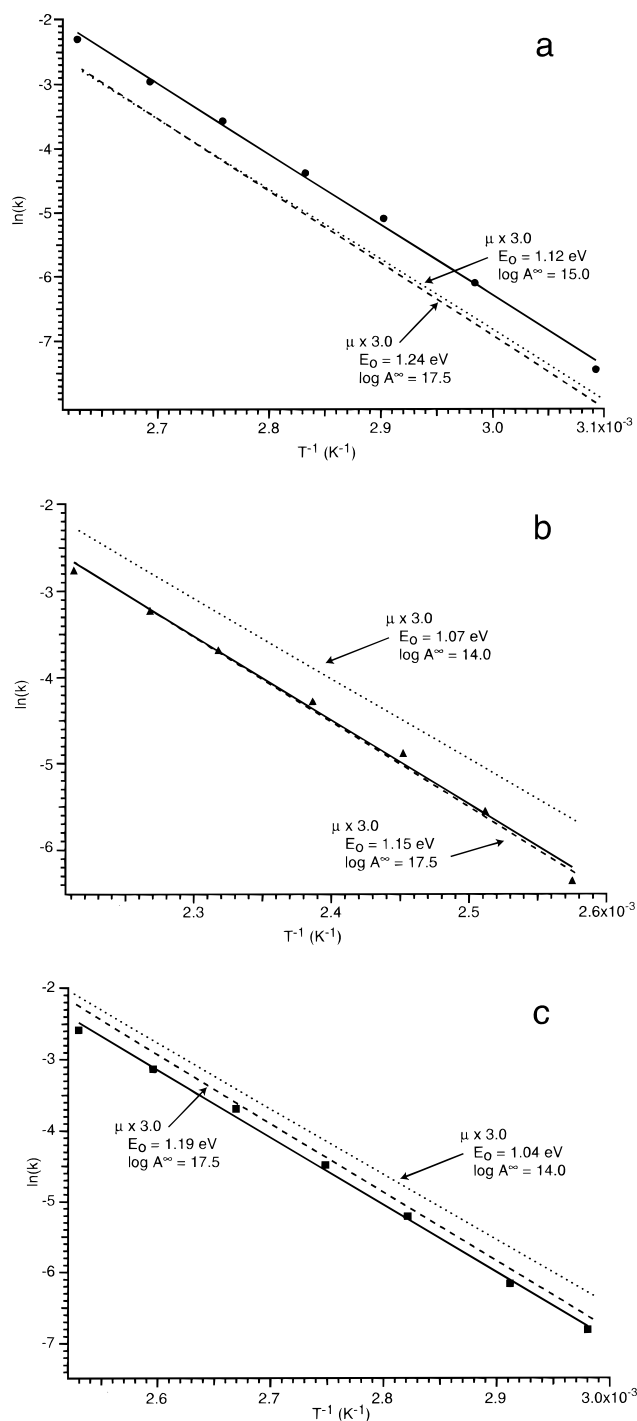 a
-2
-3
-4
-5
-6
-7
ln(k)
μ x 3.0
E₀ = 1.12 eV
log A∞ = 15.0
μ x 3.0
E₀ = 1.24 eV
log A∞ = 17.5
2.7 2.8 2.9 3.0 3.1x10⁻³
T⁻¹ (K⁻¹)
b
-2
-3
-4
-5
-6
ln(k)
μ x 3.0
E₀ = 1.07 eV
log A∞ = 14.0
μ x 3.0
E₀ = 1.15 eV
log A∞ = 17.5
2.3 2.4 2.5 2.6x10⁻³
T⁻¹ (K⁻¹)
c
-2
-3
-4
-5
-6
-7
ln(k)
μ x 3.0
E₀ = 1.19 eV
log A∞ = 17.5
μ x 3.0
E₀ = 1.04 eV
log A∞ = 14.0
2.6 2.7 2.8 2.9 3.0x10⁻³
T⁻¹ (K⁻¹)